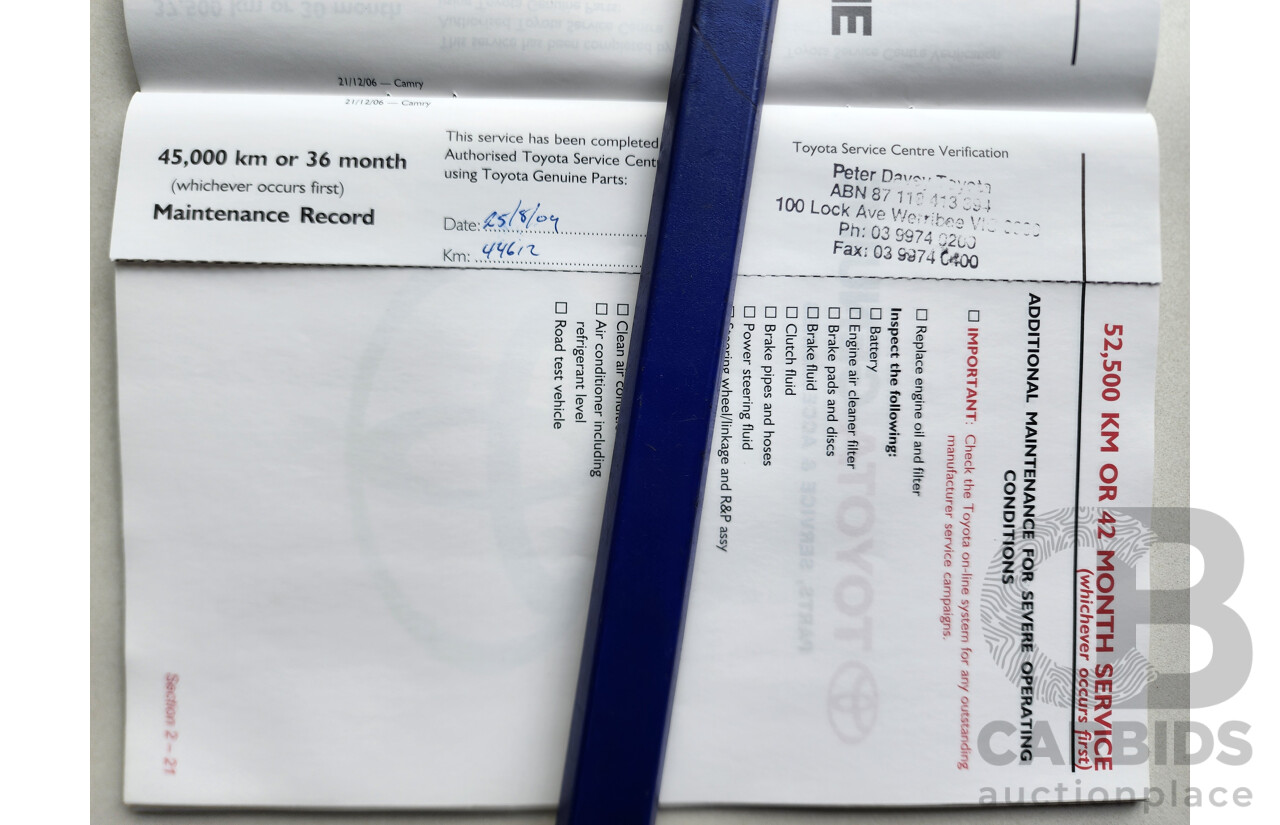 NE
21/12/06 — Camry
21/12/06 — Camry
45,000 km or 36 month
(whichever occurs first)
Maintenance Record
This service has been completed
Authorised Toyota Service
using Toyota Genuine Parts:
Date: 25/8/09
Km: 44612
Toyota Service Centre Verification
Peter Davey Toyota
ABN 87
100 Lock Ave Werribee VIC
Ph: 03 9974
Fax: 03 9974
52,500 KM OR 42 MONTH SERVICE
(whichever occurs first)
ADDITIONAL MAINTENANCE FOR SEVERE OPERATING
CONDITIONS
☐ IMPORTANT: Check the Toyota on-line system for any outstanding
manufacturer service campaigns.
☐ Replace engine oil and filter
Inspect the following:
☐ Battery
☐ Engine air cleaner filter
☐ Brake pads and discs
☐ Brake fluid
☐ Clutch fluid
☐ Brake pipes and hoses
☐ Power steering fluid
☐ Steering wheel/linkage and R&P assy
☐ Clean air
☐ Air conditioner including
refrigerant level
☐ Road test vehicle
Section 2 – 21
CB
CARBIDS
auctionplace